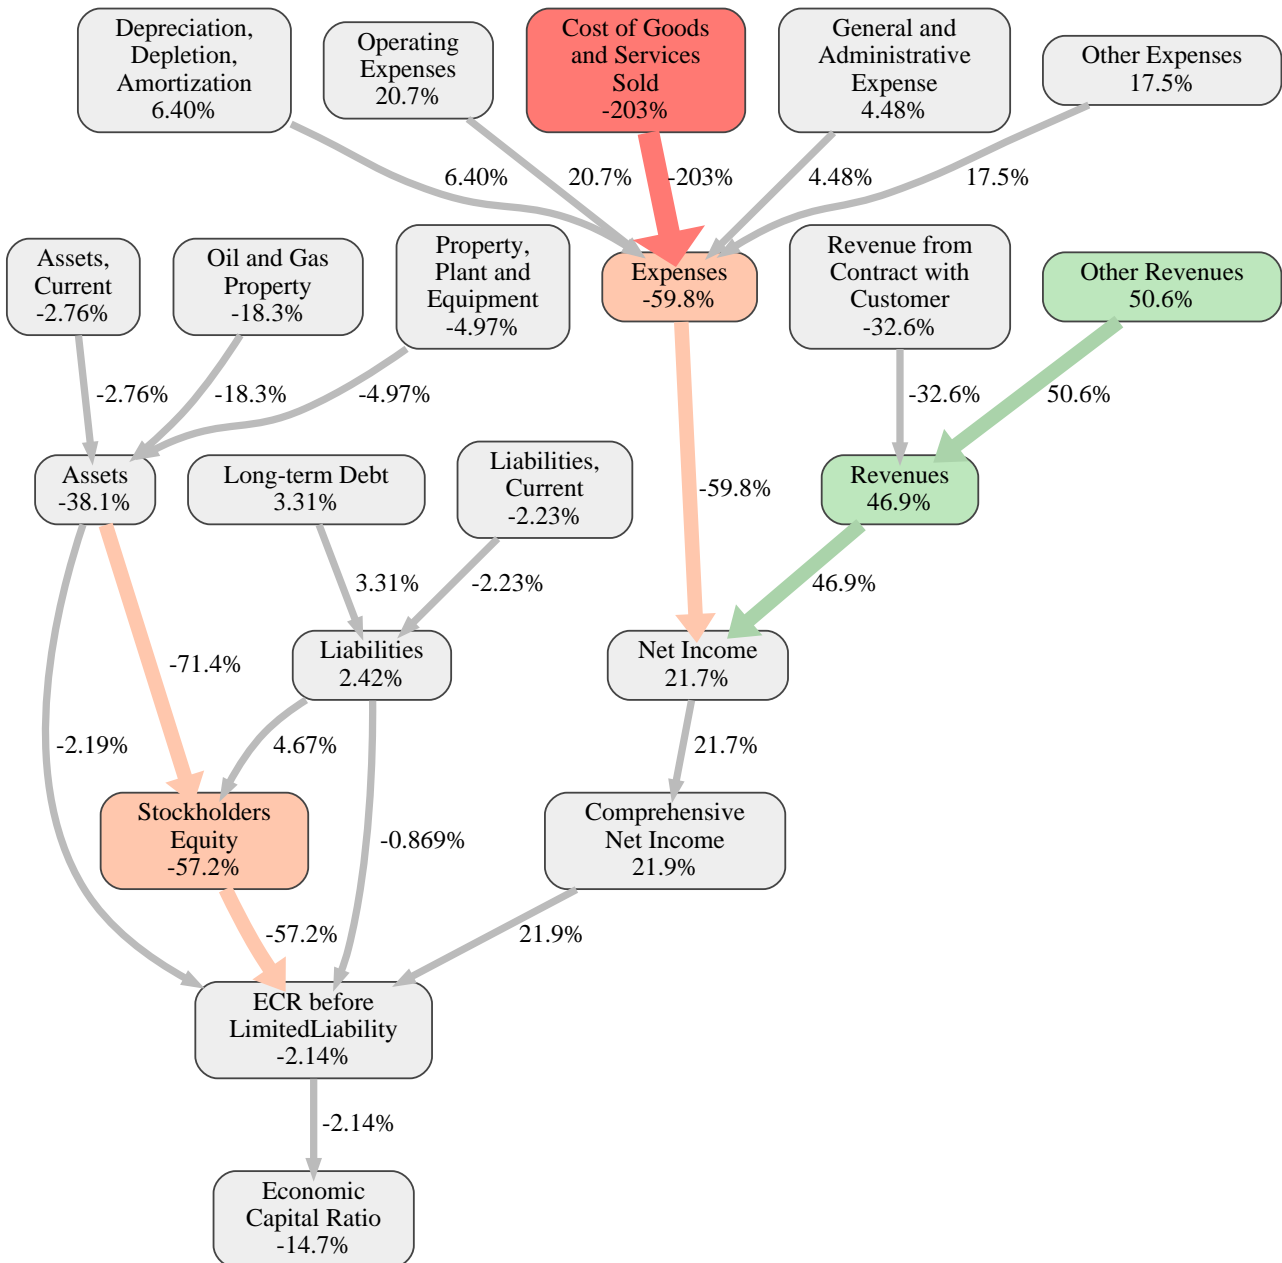 Depreciation,
Depletion,
Amortization
6.40%
Operating
Expenses
20.7%
Cost of Goods
and Services
Sold
-203%
General and
Administrative
Expense
4.48%
Other Expenses
17.5%
6.40%
20.7%
-203%
4.48%
17.5%
Assets,
Current
-2.76%
Oil and Gas
Property
-18.3%
Property,
Plant and
Equipment
-4.97%
Expenses
-59.8%
Revenue from
Contract with
Customer
-32.6%
Other Revenues
50.6%
-2.76%
-18.3%
-4.97%
-32.6%
50.6%
Assets
-38.1%
Long-term Debt
3.31%
Liabilities,
Current
-2.23%
-59.8%
Revenues
46.9%
3.31%
-2.23%
46.9%
-71.4%
Liabilities
2.42%
Net Income
21.7%
-2.19%
4.67%
21.7%
Stockholders
Equity
-57.2%
-0.869%
Comprehensive
Net Income
21.9%
-57.2%
21.9%
ECR before
LimitedLiability
-2.14%
-2.14%
Economic
Capital Ratio
-14.7%